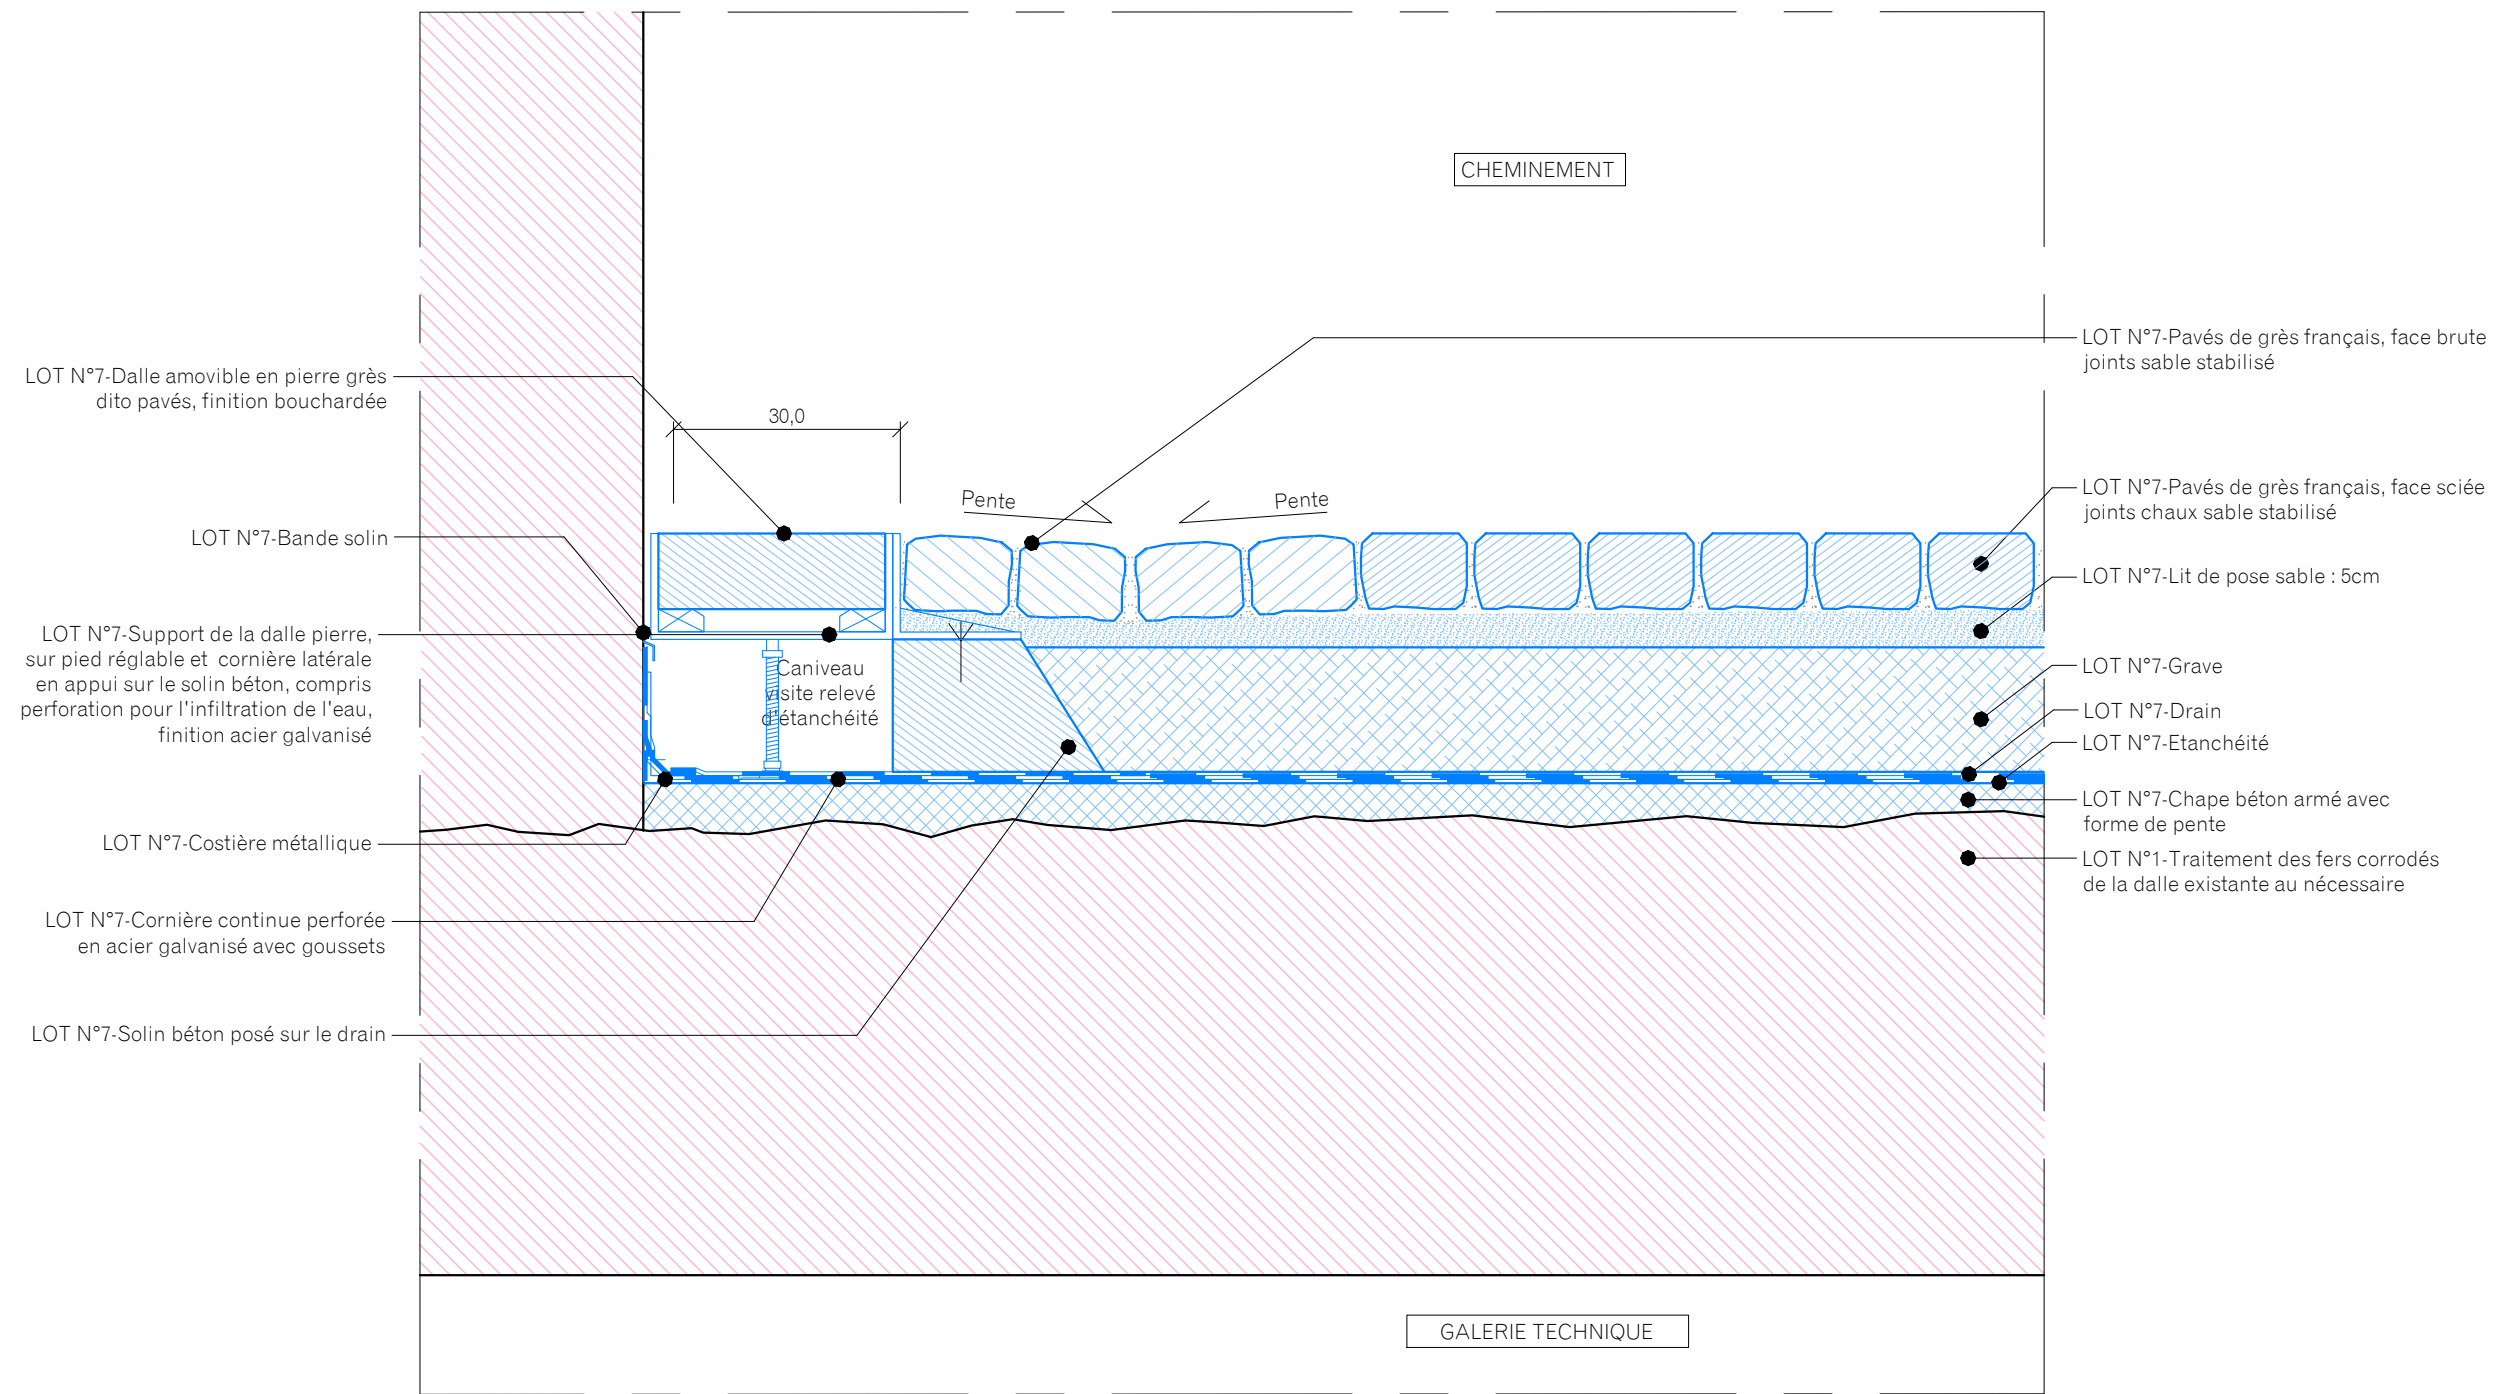 CHEMINEMENT
LOT N°7-Dalle amovible en pierre grès
dito pavés, finition bouchardée
LOT N°7-Bande solin
LOT N°7-Support de la dalle pierre,
sur pied réglable et cornière latérale
en appui sur le solin béton, compris
perforation pour l'infiltration de l'eau,
finition acier galvanisé
LOT N°7-Costière métallique
LOT N°7-Cornière continue perforée
en acier galvanisé avec goussets
LOT N°7-Solin béton posé sur le drain
30,0
Pente
Pente
Caniveau
visite relevé
d'étanchéité
LOT N°7-Pavés de grès français, face brute
joints sable stabilisé
LOT N°7-Pavés de grès français, face sciée
joints chaux sable stabilisé
LOT N°7-Lit de pose sable : 5cm
LOT N°7-Grave
LOT N°7-Drain
LOT N°7-Etanchéité
LOT N°7-Chape béton armé avec
forme de pente
LOT N°1-Traitement des fers corrodés
de la dalle existante au nécessaire
GALERIE TECHNIQUE